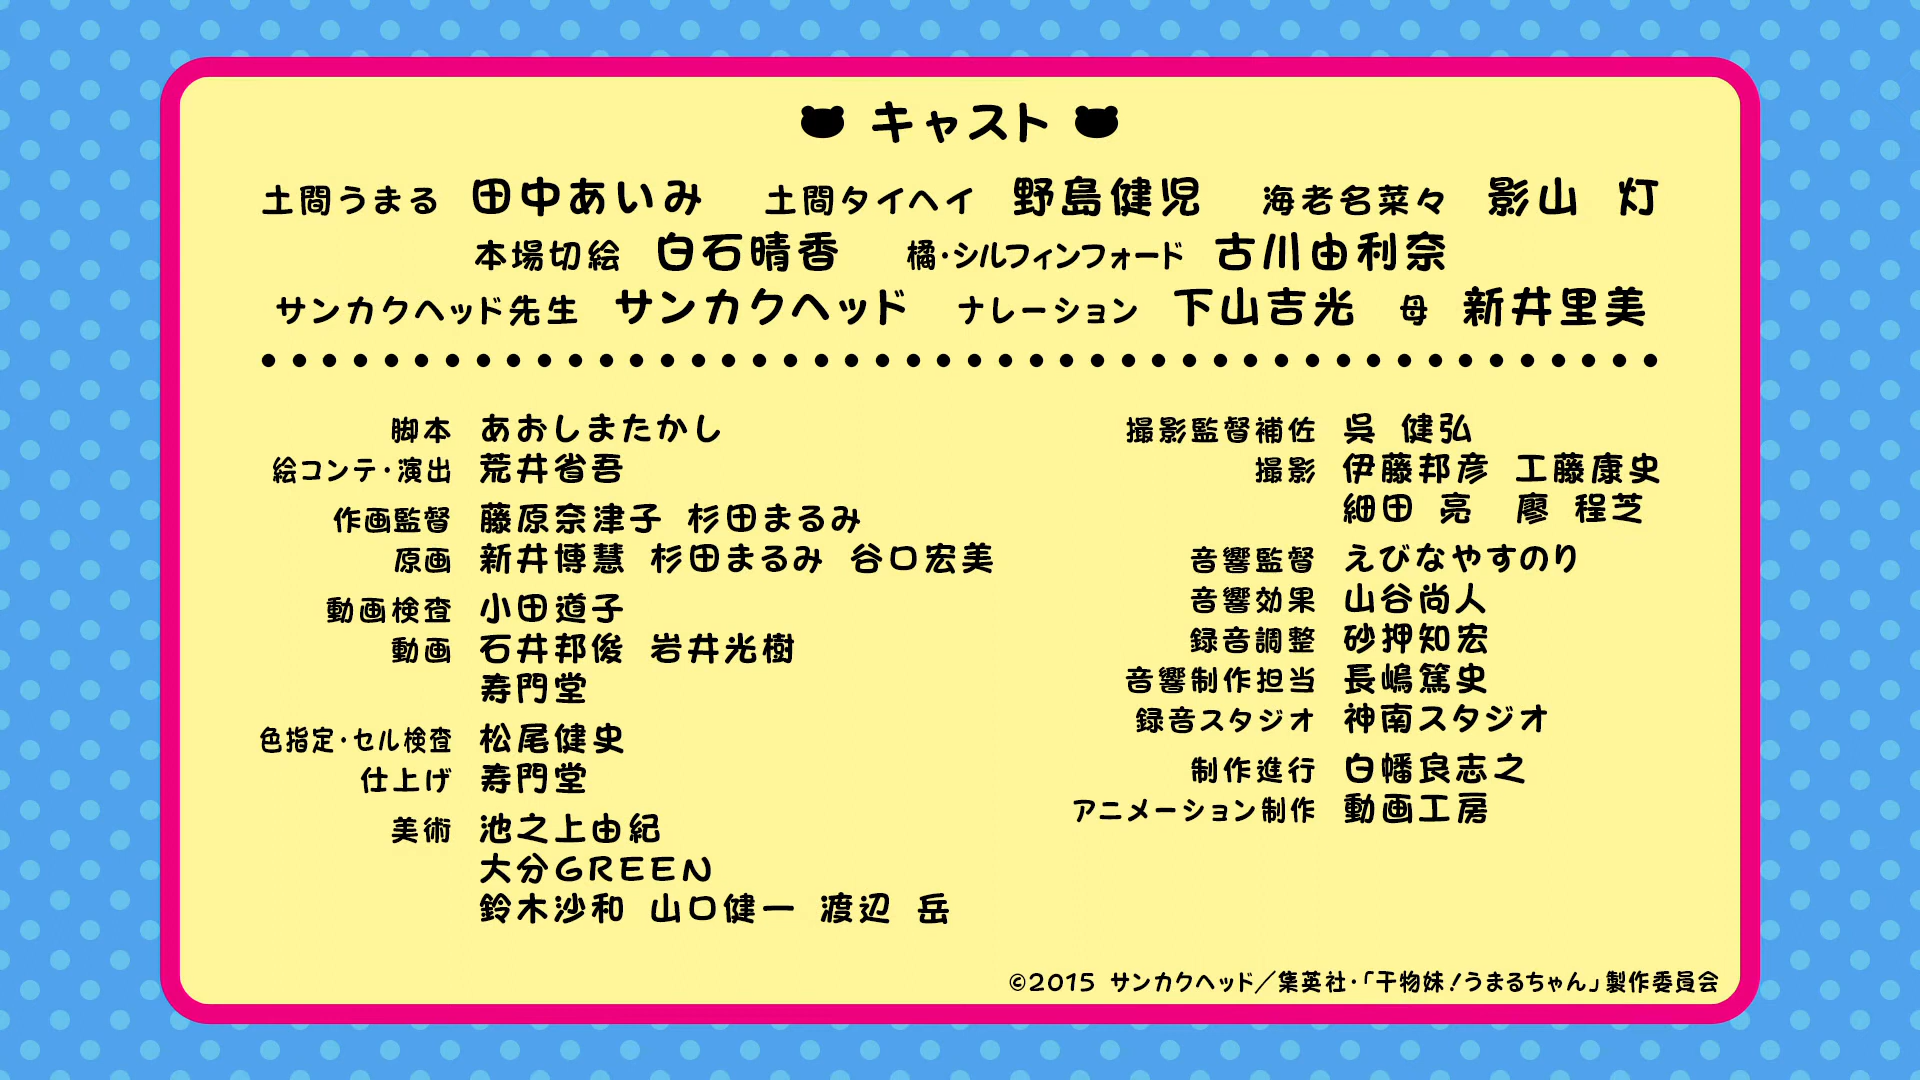 キャスト
土間うまる 田中あいみ 土間タイヘイ 野島健児 海老名菜々 影山 灯
本場切絵 白石晴香 橘・シルフィンフォード 古川由利奈
サンカクヘッド先生 サンカクヘッド ナレーション 下山吉光 母 新井里美
脚本 あおしまたかし
絵コンテ・演出 荒井省吾
作画監督 藤原奈津子 杉田まるみ
原画 新井博慧 杉田まるみ 谷口宏美
動画検査 小田道子
動画 石井邦俊 岩井光樹
寿門堂
色指定・セル検査 松尾健史
仕上げ 寿門堂
美術 池之上由紀
大分GREEN
鈴木沙和 山口健一 渡辺 岳
撮影監督補佐 呉 健弘
撮影 伊藤邦彦 工藤康史
細田 亮 廖 程芝
音響監督 えびなやすのり
音響効果 山谷尚人
録音調整 砂押知宏
音響制作担当 長嶋篤史
録音スタジオ 神南スタジオ
制作進行 白幡良志之
アニメーション制作 動画工房
©2015 サンカクヘッド／集英社・「干物妹！うまるちゃん」製作委員会